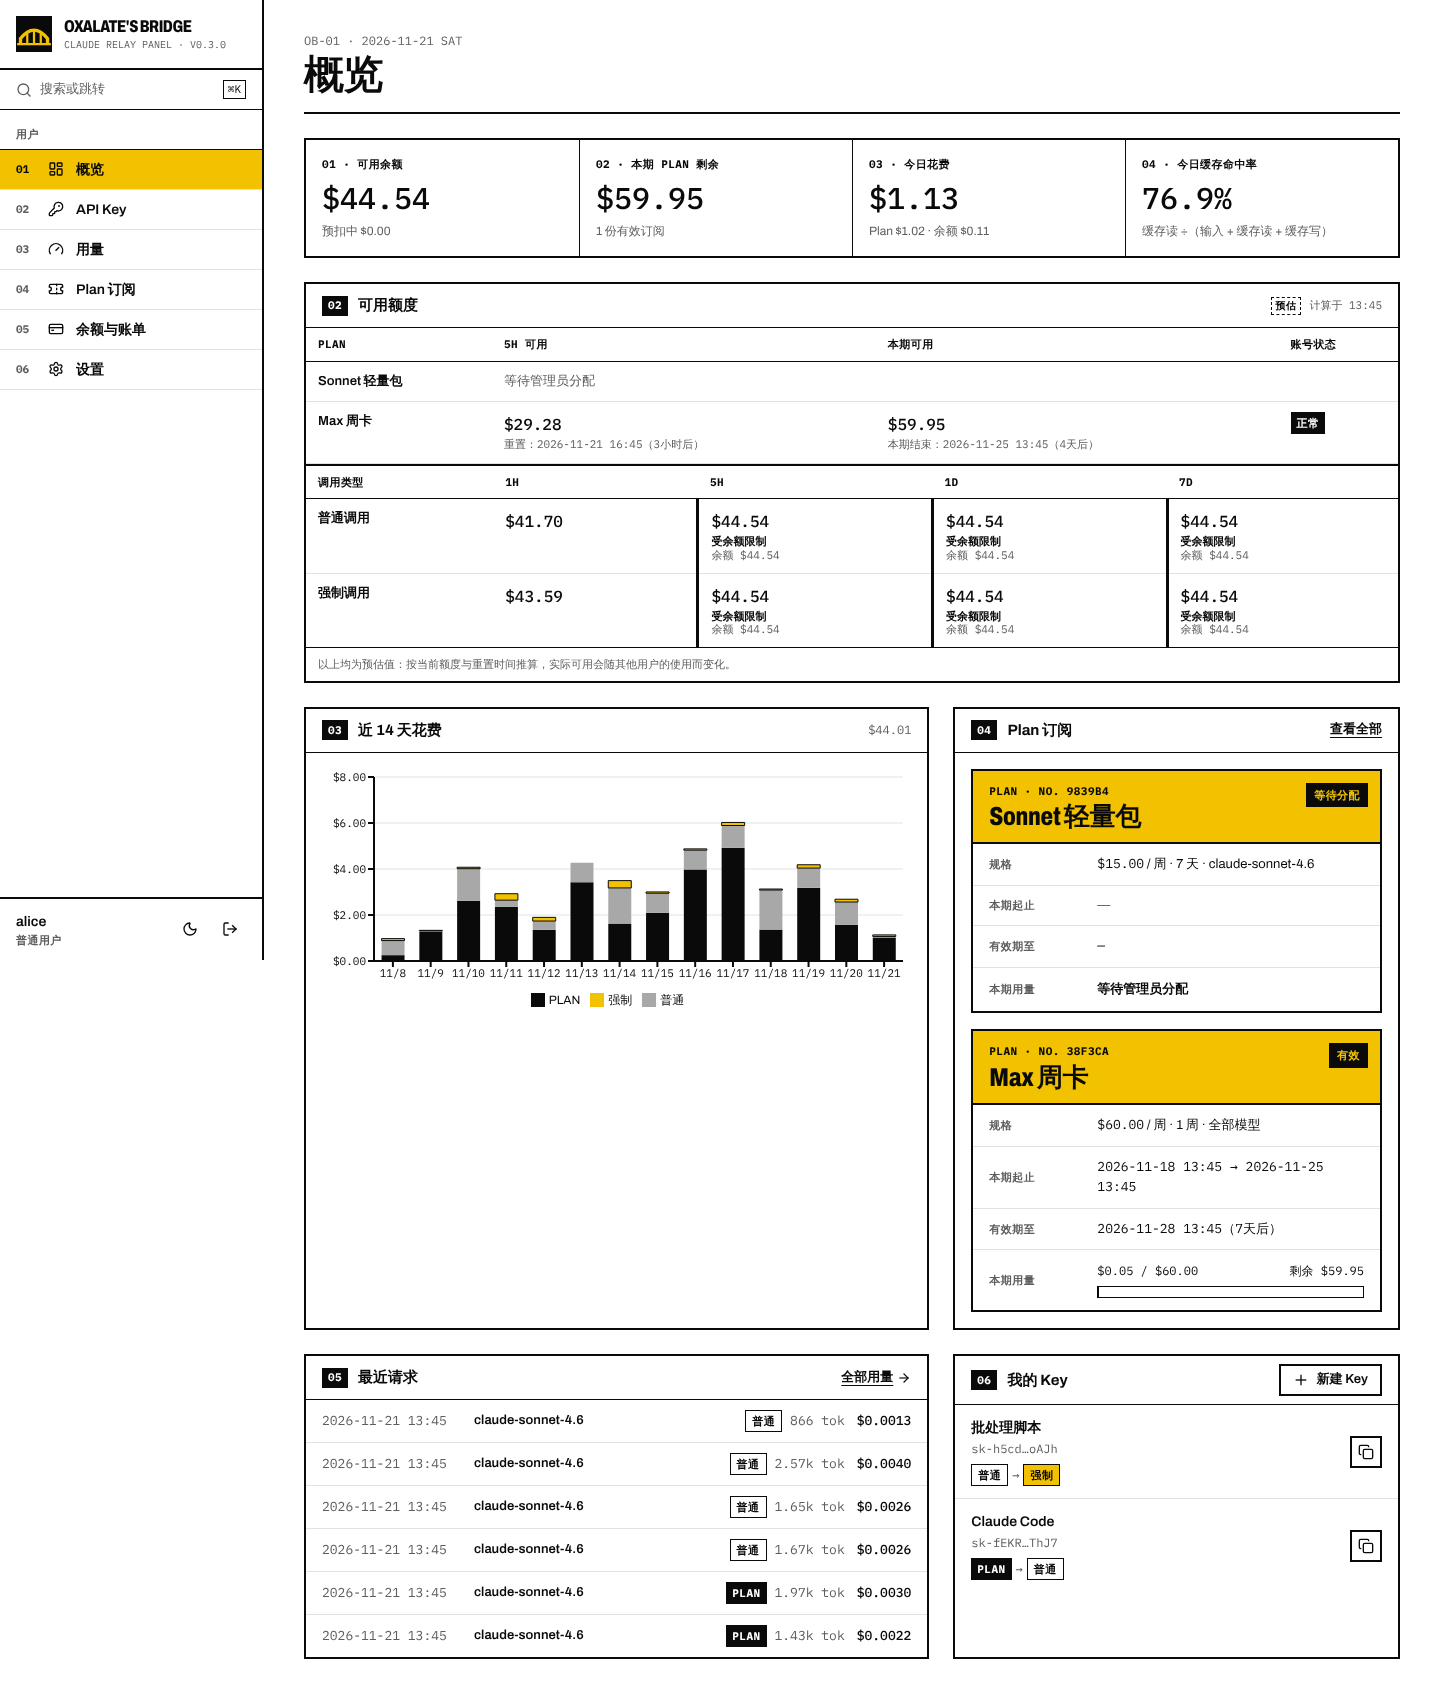 OXALATE'S BRIDGE
CLAUDE RELAY PANEL · V0.3.0
搜索或跳转 ⌘K
用户
01 概览
02 API Key
03 用量
04 Plan 订阅
05 余额与账单
06 设置
alice
普通用户
OB-01 · 2026-11-21 SAT
概览
01 · 可用余额
$44.54
预扣中 $0.00
02 · 本期 PLAN 剩余
$59.95
1 份有效订阅
03 · 今日花费
$1.13
Plan $1.02 · 余额 $0.11
04 · 今日缓存命中率
76.9%
缓存读 ÷（输入 + 缓存读 + 缓存写）
02 可用额度 预估 计算于 13:45
PLAN 5H 可用 本期可用 账号状态
Sonnet 轻量包 等待管理员分配
Max 周卡 $29.28 $59.95 正常
重置：2026-11-21 16:45（3小时后） 本期结束：2026-11-25 13:45（4天后）
调用类型 1H 5H 1D 7D
普通调用 $41.70 $44.54 $44.54 $44.54
受余额限制 受余额限制 受余额限制
余额 $44.54 余额 $44.54 余额 $44.54
强制调用 $43.59 $44.54 $44.54 $44.54
受余额限制 受余额限制 受余额限制
余额 $44.54 余额 $44.54 余额 $44.54
以上均为预估值：按当前额度与重置时间推算，实际可用会随其他用户的使用而变化。
03 近 14 天花费 $44.01
$8.00
$6.00
$4.00
$2.00
$0.00
11/8 11/9 11/10 11/11 11/12 11/13 11/14 11/15 11/16 11/17 11/18 11/19 11/20 11/21
PLAN 强制 普通
04 Plan 订阅 查看全部
PLAN · NO. 9839B4
Sonnet 轻量包 等待分配
规格 $15.00 / 周 · 7 天 · claude-sonnet-4.6
本期起止 —
有效期至 —
本期用量 等待管理员分配
PLAN · NO. 38F3CA
Max 周卡 有效
规格 $60.00 / 周 · 1 周 · 全部模型
本期起止 2026-11-18 13:45 → 2026-11-25
13:45
有效期至 2026-11-28 13:45（7天后）
本期用量 $0.05 / $60.00 剩余 $59.95
05 最近请求 全部用量 →
2026-11-21 13:45 claude-sonnet-4.6 普通 866 tok $0.0013
2026-11-21 13:45 claude-sonnet-4.6 普通 2.57k tok $0.0040
2026-11-21 13:45 claude-sonnet-4.6 普通 1.65k tok $0.0026
2026-11-21 13:45 claude-sonnet-4.6 普通 1.67k tok $0.0026
2026-11-21 13:45 claude-sonnet-4.6 PLAN 1.97k tok $0.0030
2026-11-21 13:45 claude-sonnet-4.6 PLAN 1.43k tok $0.0022
06 我的 Key + 新建 Key
批处理脚本
sk-h5cd…oAJh
普通 → 强制
Claude Code
sk-fEKR…ThJ7
PLAN → 普通